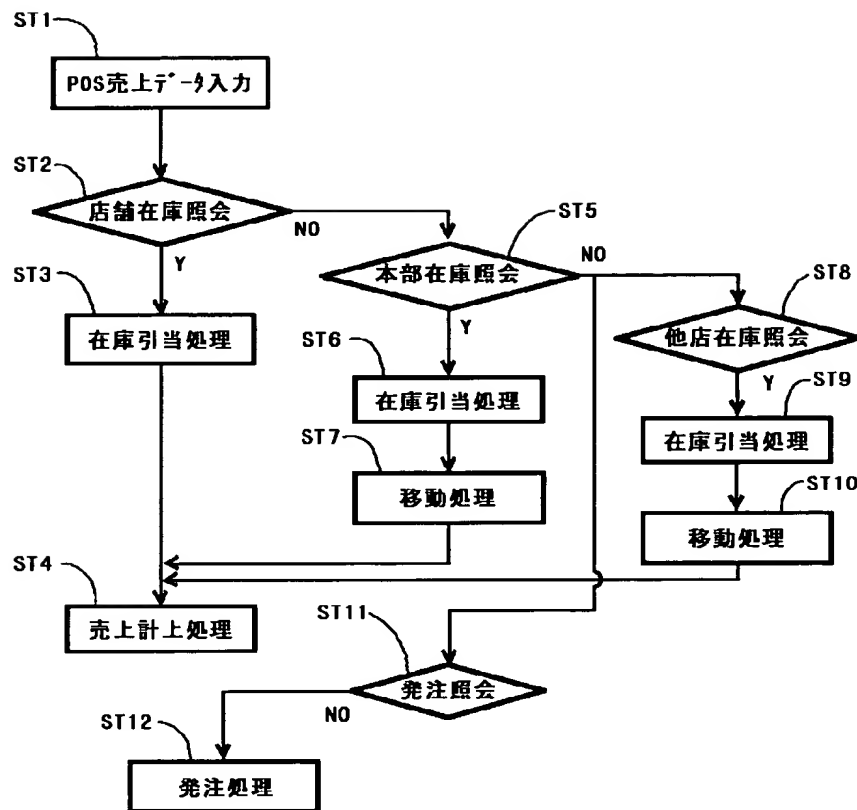 ST1
POS売上ﾃﾞｰﾀ入力
ST2
店舗在庫照会
NO
Y
ST5
本部在庫照会
NO
Y
ST8
他店在庫照会
Y
ST3
在庫引当処理
ST6
在庫引当処理
ST9
在庫引当処理
ST7
移動処理
ST10
移動処理
ST4
売上計上処理
ST11
発注照会
NO
ST12
発注処理